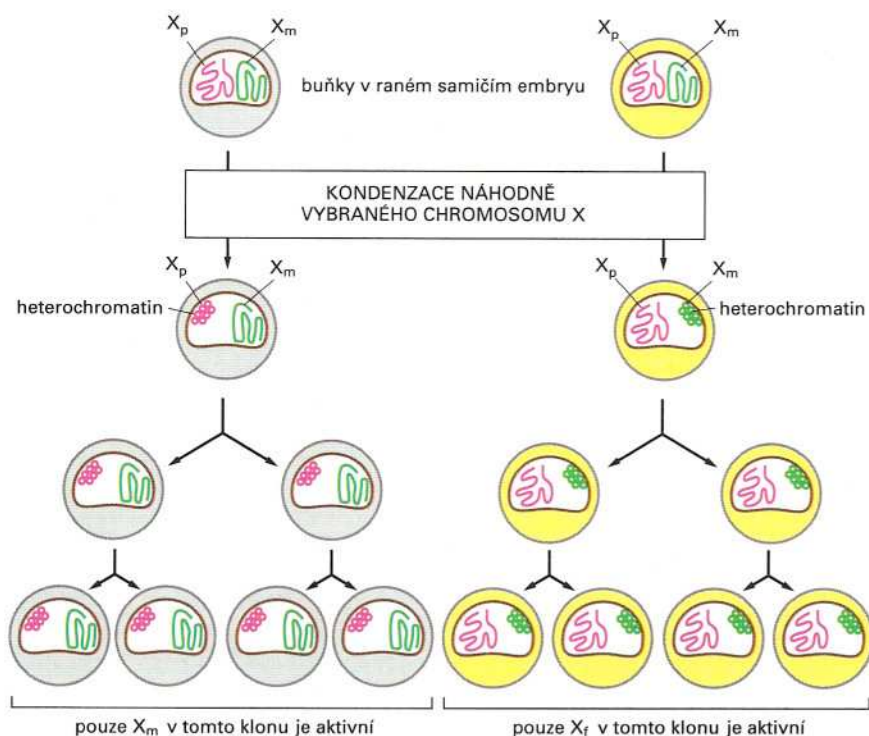 Xp
Xm
buňky v raném samičím embryu
Xp
Xm
KONDENZACE NÁHODNĚ
VYBRANÉHO CHROMOSOMU X
Xp
Xm
heterochromatin
Xp
Xm
heterochromatin
pouze Xm v tomto klonu je aktivní
pouze Xf v tomto klonu je aktivní